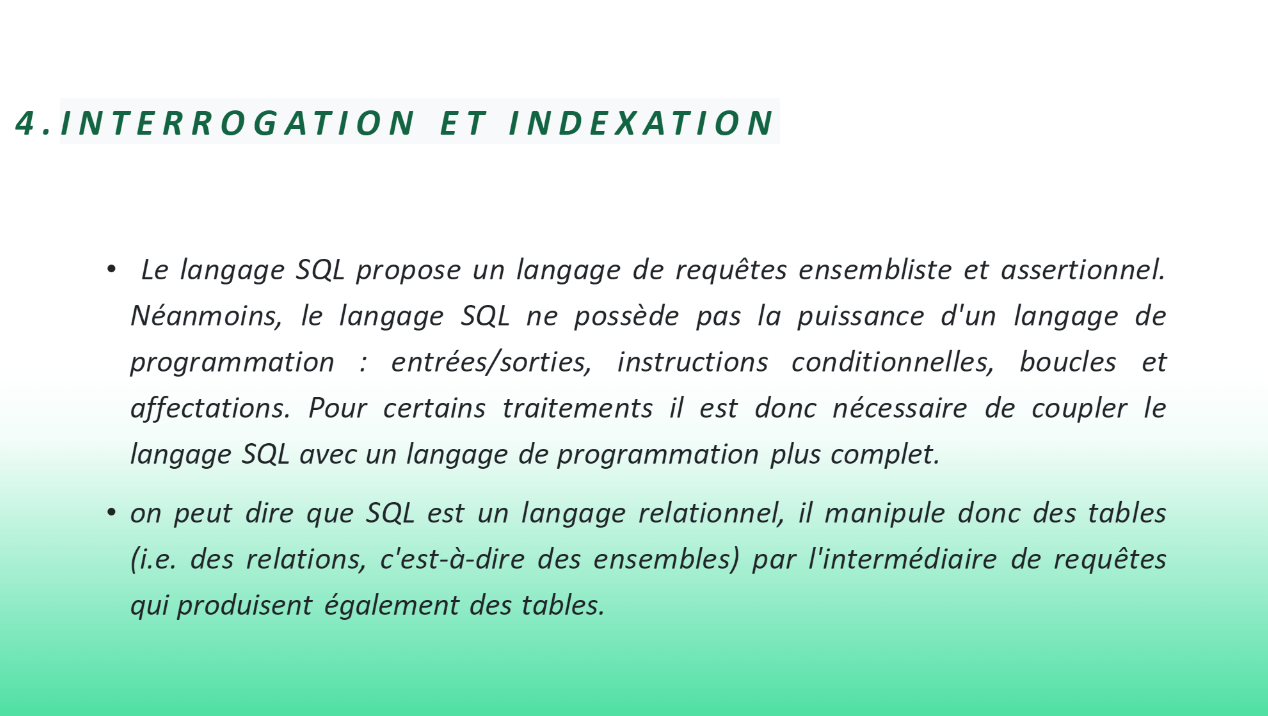 4.INTERROGATION ET INDEXATION
• Le langage SQL propose un langage de requêtes ensembliste et assertionnel.
Néanmoins, le langage SQL ne possède pas la puissance d'un langage de
programmation : entrées/sorties, instructions conditionnelles, boucles et
affectations. Pour certains traitements il est donc nécessaire de coupler le
langage SQL avec un langage de programmation plus complet.
• on peut dire que SQL est un langage relationnel, il manipule donc des tables
(i.e. des relations, c'est-à-dire des ensembles) par l'intermédiaire de requêtes
qui produisent également des tables.